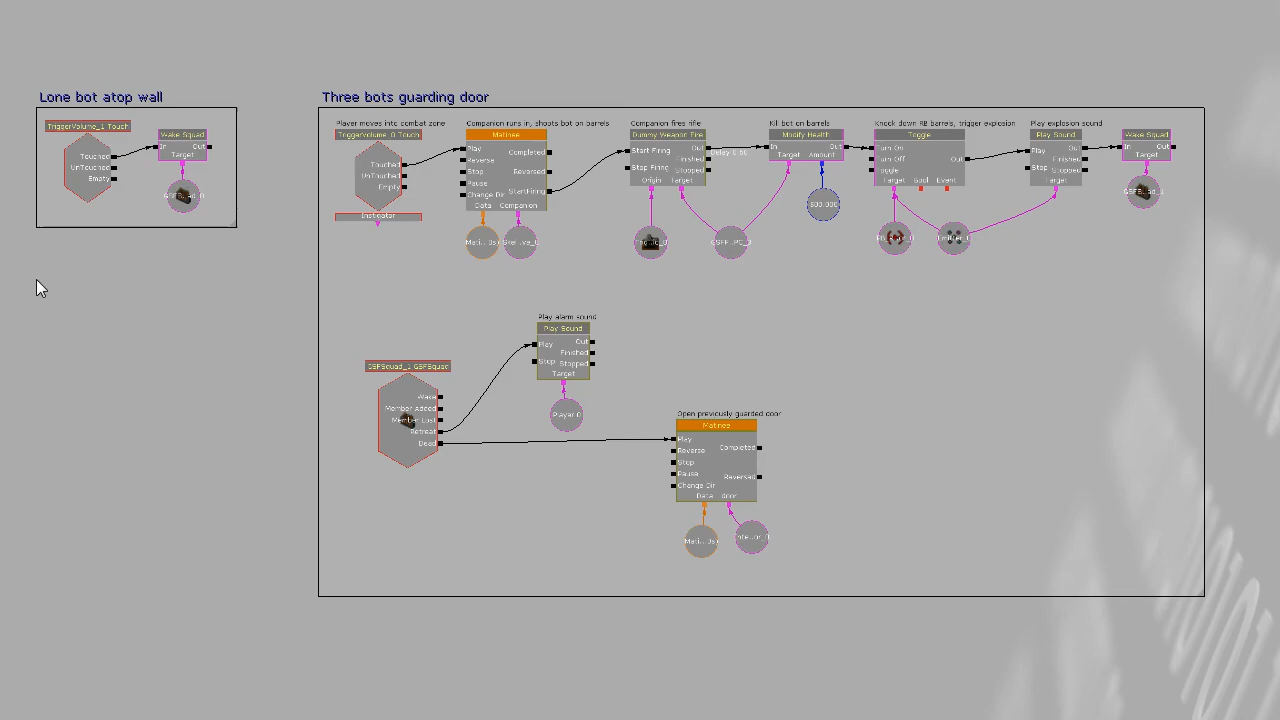 Lone bot atop wall
TriggerVolume_1 Touch
Touched
UnTouched
Empty
Wake Squad
In Out
Target
Three bots guarding door
Player moves into combat zone
TriggerVolume_0 Touch
Touched
UnTouched
Empty
Instigator
Companion runs in, shoots bot on barrels
Matinee
Play
Reverse
Stop
Pause
Change Dir
Completed
Reversed
StartFiring
Data Companion
Companion fires rifle
Dummy Weapon Fire
Start Firing
Stop Firing
Out
Finished
Stopped
Origin Target
Kill bot on barrels
Modify Health
In Out
Target Amount
500.000
Knock down RB barrels, trigger explosion
Toggle
Turn On
Turn Off
Toggle
Out
Target Bool Event
Emitter_1
Play explosion sound
Play Sound
Play
Stop
Out
Finished
Stopped
Target
Wake Squad
In Out
Target
GSFSquad_1 GSFSquad
Wake
Member Added
Member Lost
Retreat
Dead
Play alarm sound
Play Sound
Play
Stop
Out
Finished
Stopped
Target
Player 0
Open previously guarded door
Matinee
Play
Reverse
Stop
Pause
Change Dir
Completed
Reversed
Data door